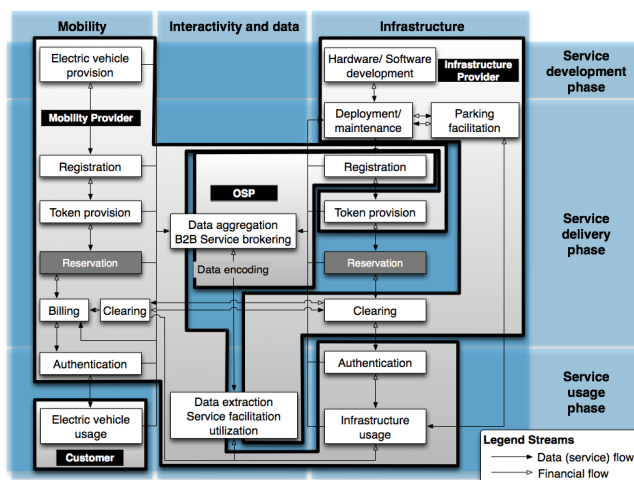 Mobility
Interactivity and data
Infrastructure
Electric vehicle
provision
Hardware/ Software
development
Infrastructure
Provider
Service
development
phase
Mobility Provider
Deployment/
maintenance
Parking
facilitation
Registration
Registration
OSP
Token provision
Token provision
Data aggregation
B2B Service brokering
Service
delivery
phase
Reservation
Data encoding
Reservation
Billing
Clearing
Clearing
Authentication
Authentication
Data extraction
Service facilitation
utilization
Service
usage
phase
Electric vehicle
usage
Infrastructure
usage
Customer
Legend Streams
Data (service) flow
Financial flow